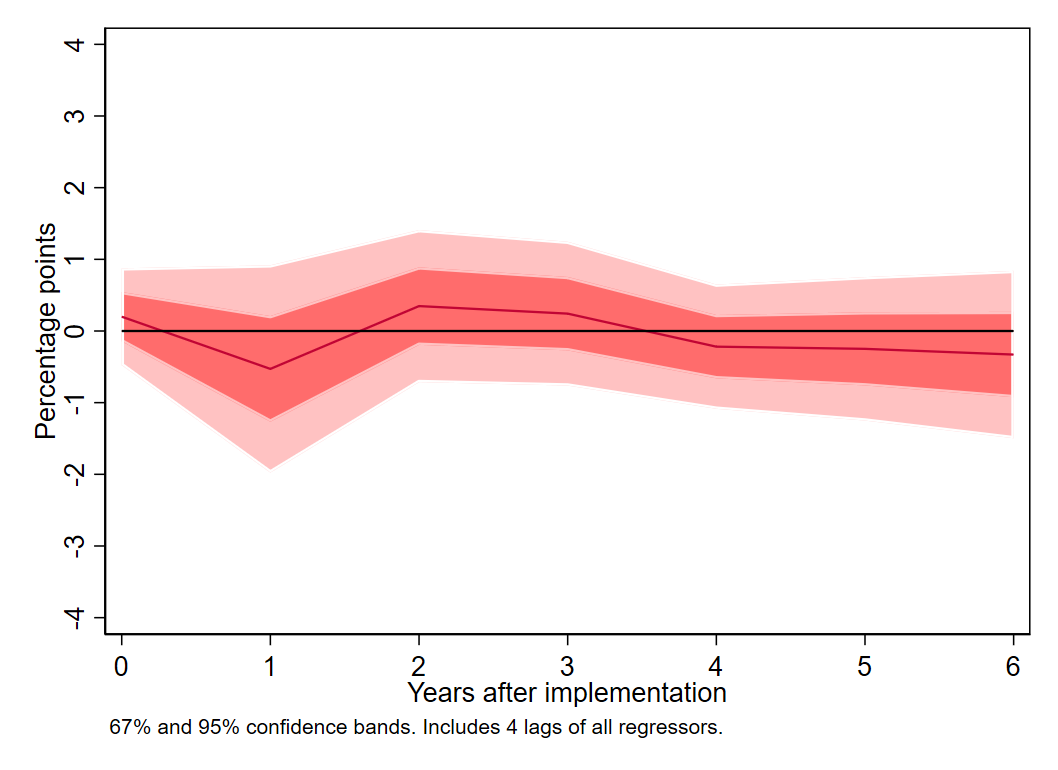 Percentage points
4
3
2
1
0
-1
-2
-3
-4
0 1 2 3 4 5 6
Years after implementation
67% and 95% confidence bands. Includes 4 lags of all regressors.